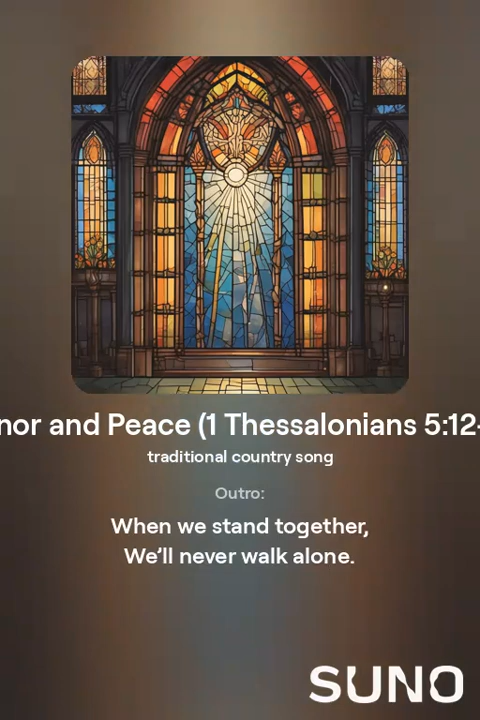 nor and Peace (1 Thessalonians 5:12-
traditional country song
Outro:
When we stand together,
We’ll never walk alone.
SUNO